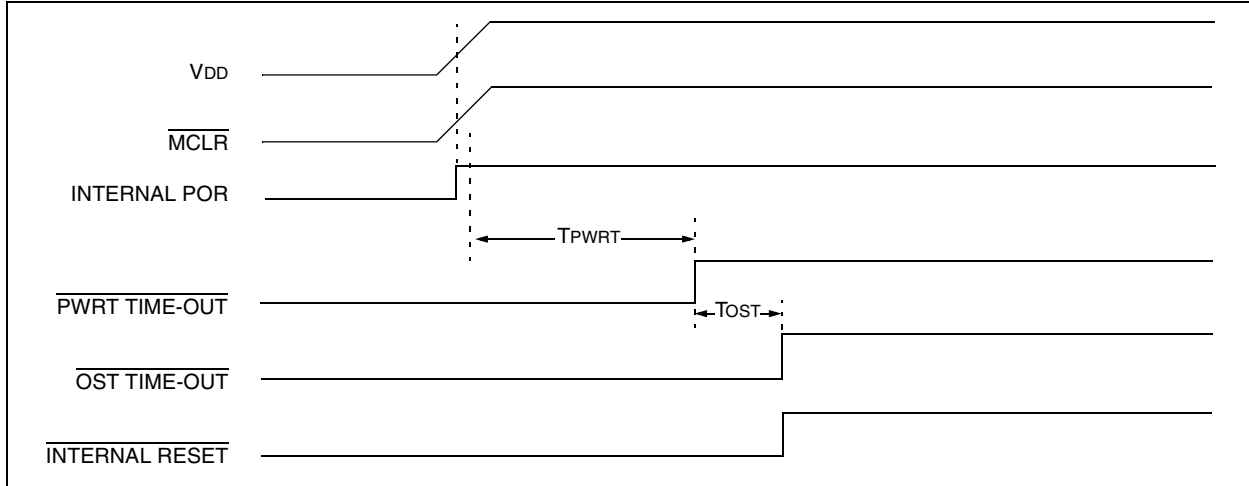 VDD
MCLR
INTERNAL POR
TPWRT
PWRT TIME-OUT
TOST
OST TIME-OUT
INTERNAL RESET